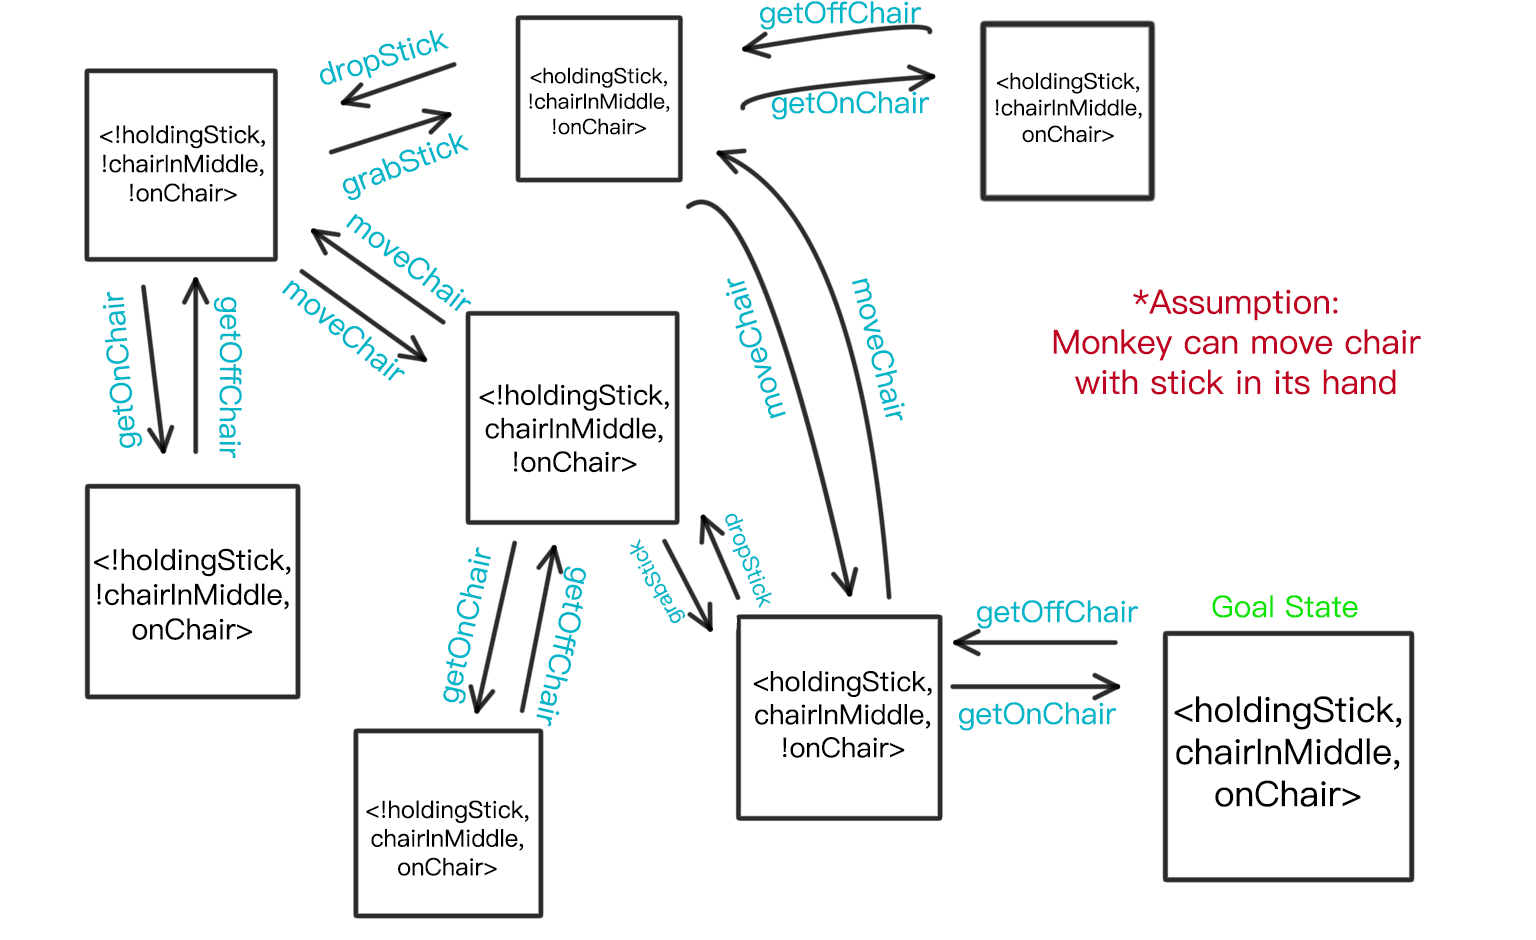 getOffChair
dropStick
<holdingStick,
!chairInMiddle,
!onChair>
getOnChair
<holdingStick,
!chairInMiddle,
onChair>
<!holdingStick,
!chairInMiddle,
!onChair>
grabStick
moveChair
moveChair
getOnChair
getOffChair
moveChair
moveChair
*Assumption:
Monkey can move chair
with stick in its hand
<!holdingStick,
chairInMiddle,
!onChair>
<!holdingStick,
!chairInMiddle,
onChair>
getOnChair
getOffChair
grabStick
dropStick
getOffChair
getOnChair
Goal State
<holdingStick,
chairInMiddle,
!onChair>
<holdingStick,
chairInMiddle,
onChair>
<!holdingStick,
chairInMiddle,
onChair>